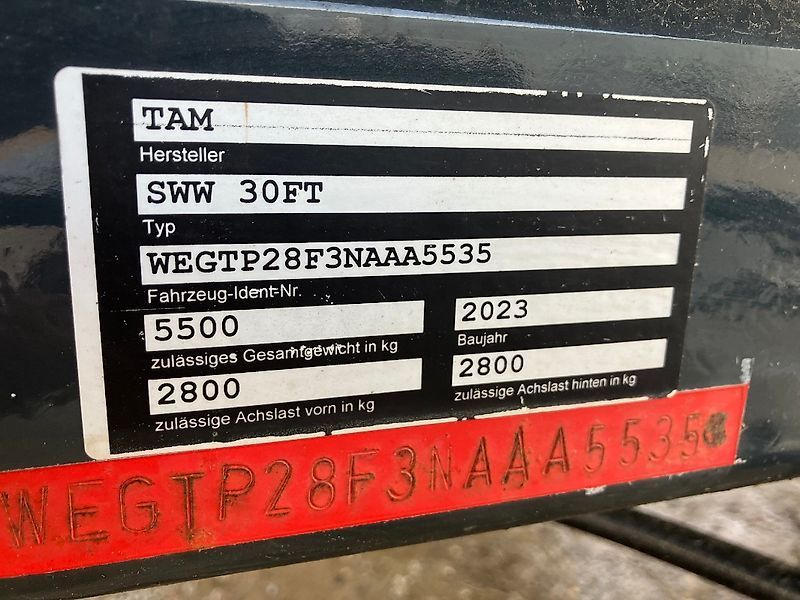 TAM
Hersteller
SWW 30FT
Typ
WEGTP28F3NAAA5535
Fahrzeug-Ident-Nr.
5500 2023
zulässiges Gesamtgewicht in kg Baujahr
2800 2800
zulässige Achslast vorn in kg zulässige Achslast hinten in kg
WEGTP28F3NAAA5535